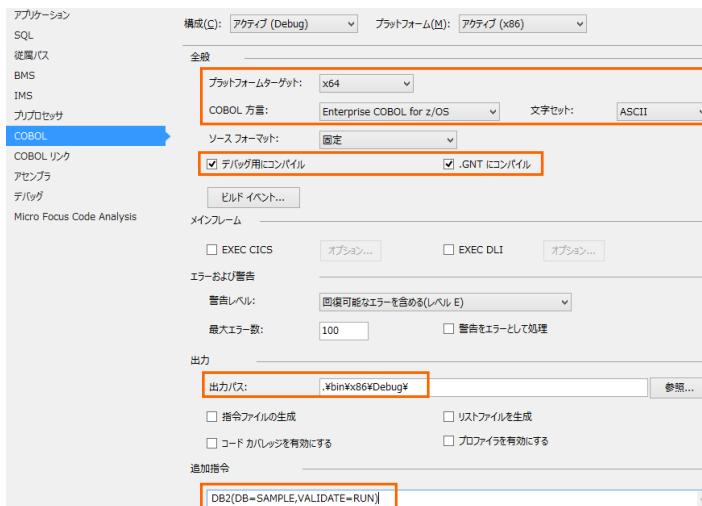 アプリケーション
SQL
従属パス
BMS
IMS
プリプロセッサ
COBOL
COBOL リンク
アセンブラ
デバッグ
Micro Focus Code Analysis
構成(C): アクティブ (Debug) プラットフォーム(M): アクティブ (x86)
全般
プラットフォームターゲット: x64
COBOL 方言: Enterprise COBOL for z/OS 文字セット: ASCII
ソース フォーマット: 固定
デバッグ用にコンパイル .GNT にコンパイル
ビルド イベント...
メインフレーム
EXEC CICS オプション... EXEC DLI オプション...
エラーおよび警告
警告レベル: 回復可能なエラーを含める(レベル E)
最大エラー数: 100 警告をエラーとして処理
出力
出力パス: .¥bin¥x86¥Debug¥ 参照...
指令ファイルの生成 リストファイルを生成
コード カバレッジを有効にする プロファイラを有効にする
追加指令
DB2(DB=SAMPLE,VALIDATE=RUN)